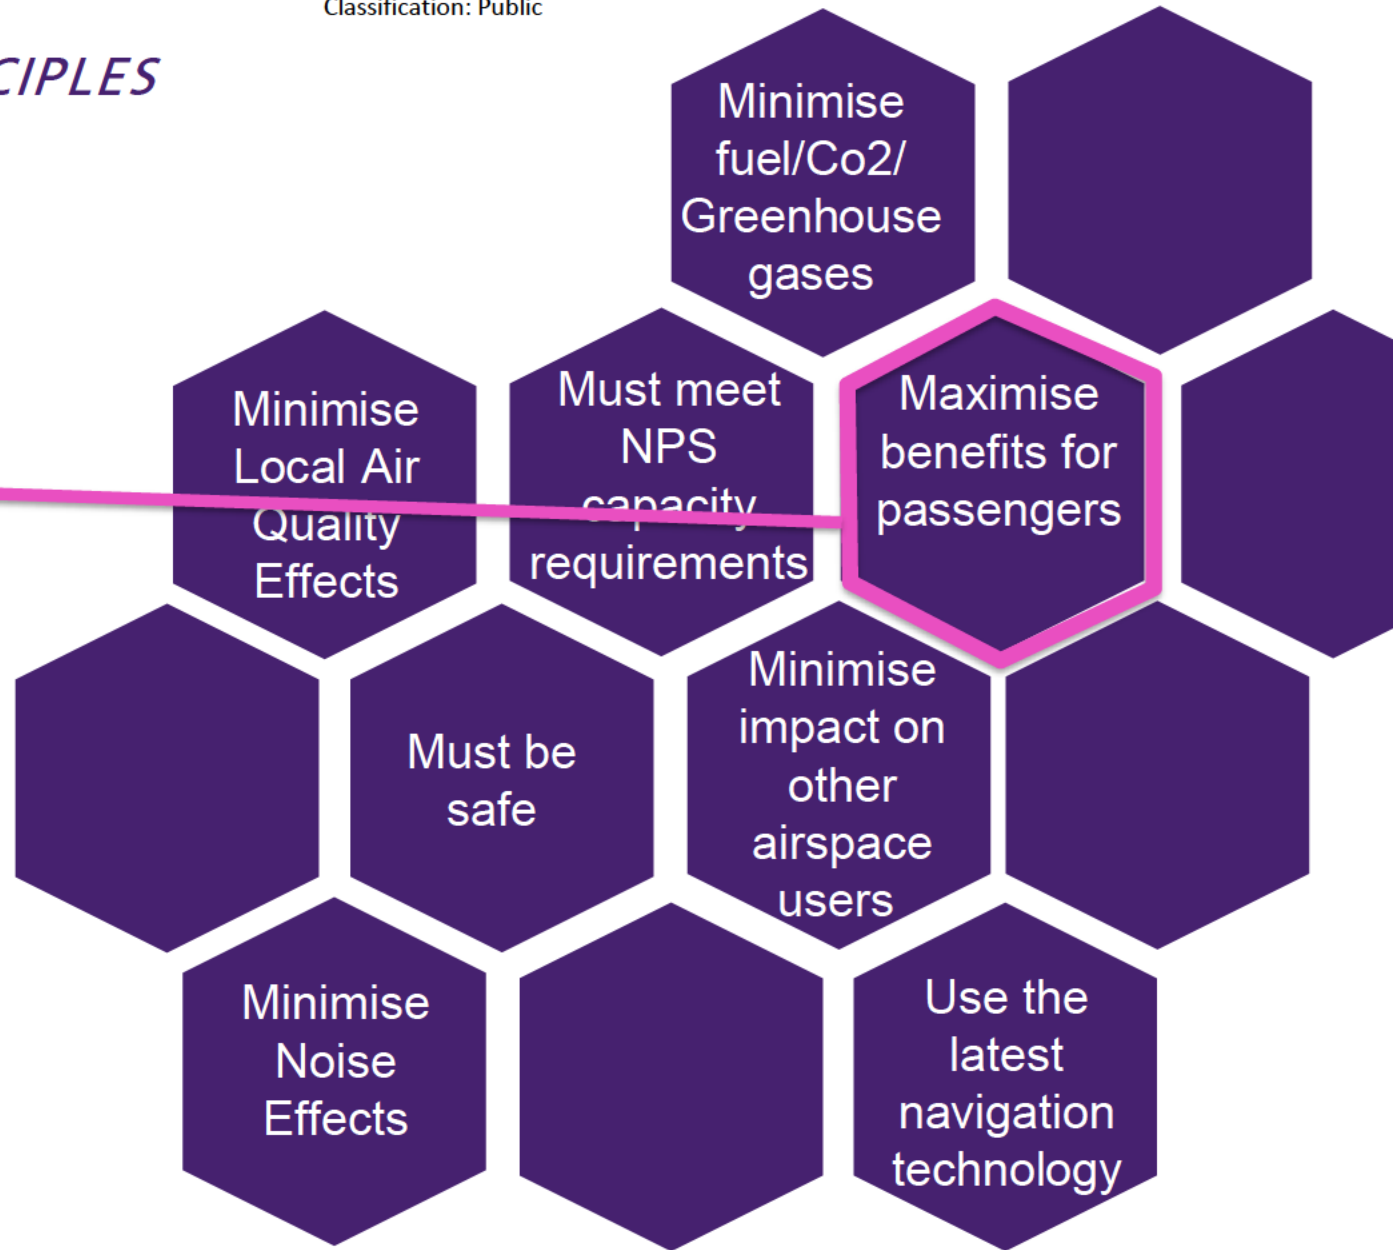 Classification: Public
CIPLES
Minimise
fuel/Co2/
Greenhouse
gases
Minimise
Local Air
Quality
Effects
Must meet
NPS
capacity
requirements
Maximise
benefits for
passengers
Must be
safe
Minimise
impact on
other
airspace
users
Minimise
Noise
Effects
Use the
latest
navigation
technology